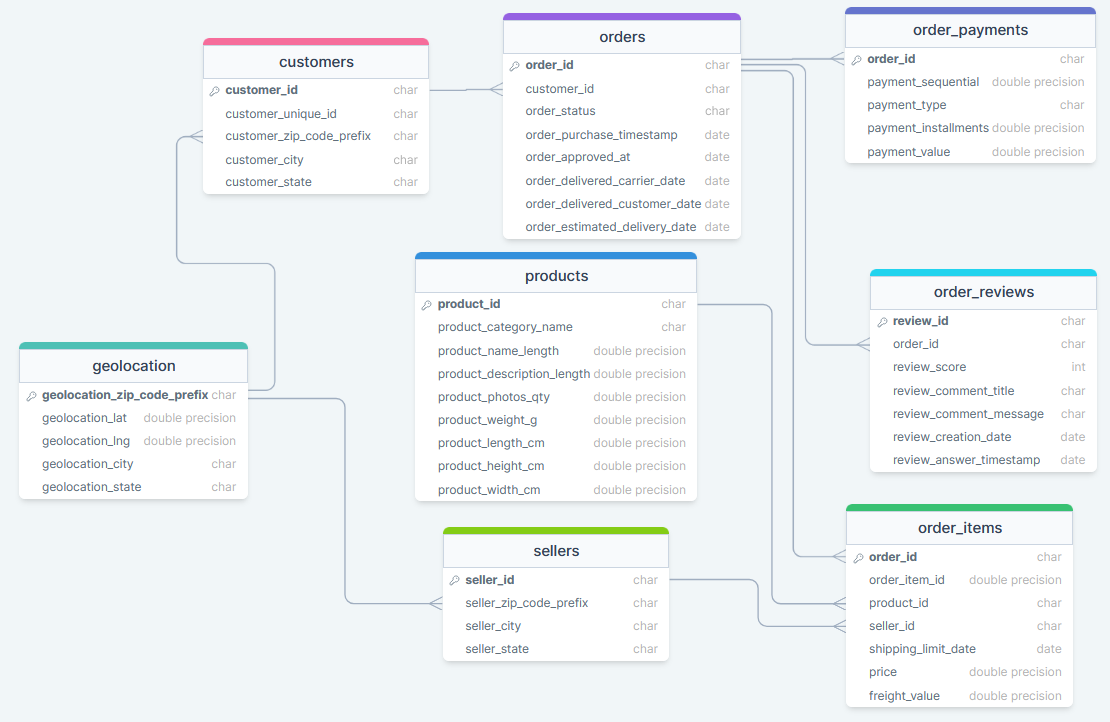 customers
customer_id char
customer_unique_id char
customer_zip_code_prefix char
customer_city char
customer_state char
orders
order_id char
customer_id char
order_status char
order_purchase_timestamp date
order_approved_at date
order_delivered_carrier_date date
order_delivered_customer_date date
order_estimated_delivery_date date
order_payments
order_id char
payment_sequential double precision
payment_type char
payment_installments double precision
payment_value double precision
products
product_id char
product_category_name char
product_name_length double precision
product_description_length double precision
product_photos_qty double precision
product_weight_g double precision
product_length_cm double precision
product_height_cm double precision
product_width_cm double precision
order_reviews
review_id char
order_id char
review_score int
review_comment_title char
review_comment_message char
review_creation_date date
review_answer_timestamp date
geolocation
geolocation_zip_code_prefix char
geolocation_lat double precision
geolocation_lng double precision
geolocation_city char
geolocation_state char
sellers
seller_id char
seller_zip_code_prefix char
seller_city char
seller_state char
order_items
order_id char
order_item_id double precision
product_id char
seller_id char
shipping_limit_date date
price double precision
freight_value double precision